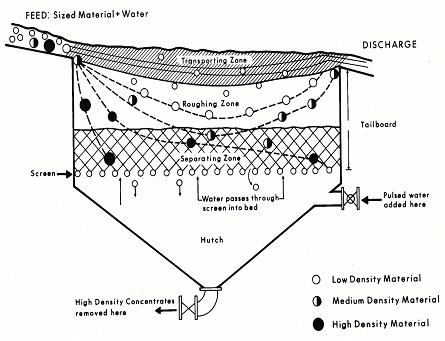 FEED: Sized Material+Water
DISCHARGE
Transporting Zone
Roughing Zone
Tailboard
Separating Zone
Screen
Water passes through
screen into bed
Pulsed water
added here
Hutch
High Density Concentrates
removed here
Low Density Material
Medium Density Material
High Density Material